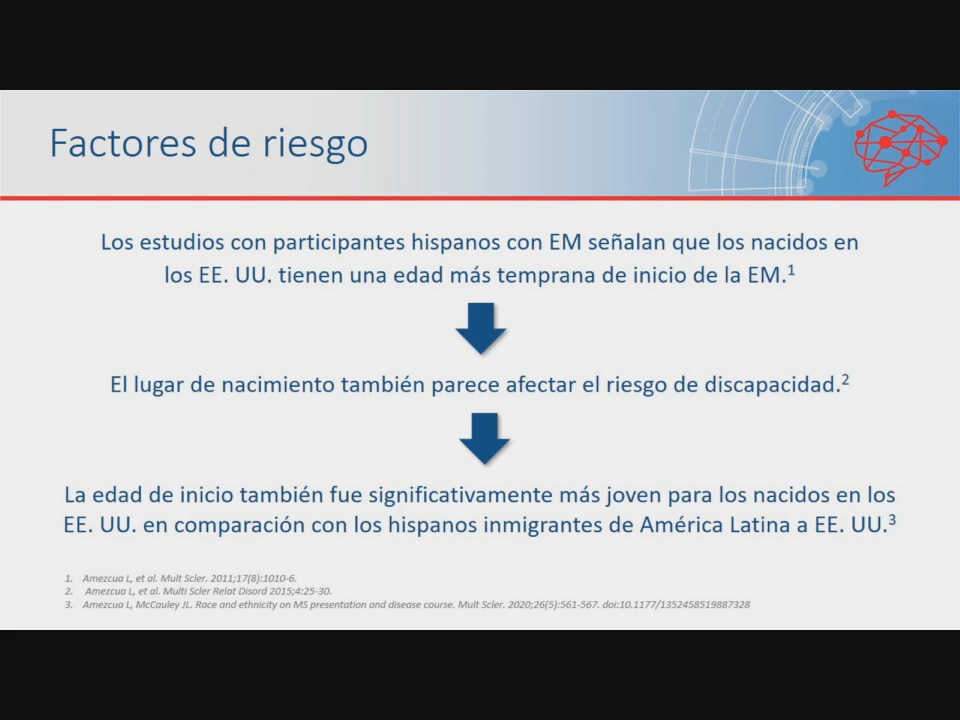 Factores de riesgo
Los estudios con participantes hispanos con EM señalan que los nacidos en
los EE. UU. tienen una edad más temprana de inicio de la EM.1
El lugar de nacimiento también parece afectar el riesgo de discapacidad.2
La edad de inicio también fue significativamente más joven para los nacidos en los
EE. UU. en comparación con los hispanos inmigrantes de América Latina a EE. UU.3
1. Amezcua L, et al. Mult Scler. 2011;17(8):1010-6.
2. Amezcua L, et al. Multi Scler Relat Disord 2015;4:25-30.
3. Amezcua L, McCauley JL. Race and ethnicity on MS presentation and disease course. Mult Scler. 2020;26(5):561-567. doi:10.1177/1352458519887328